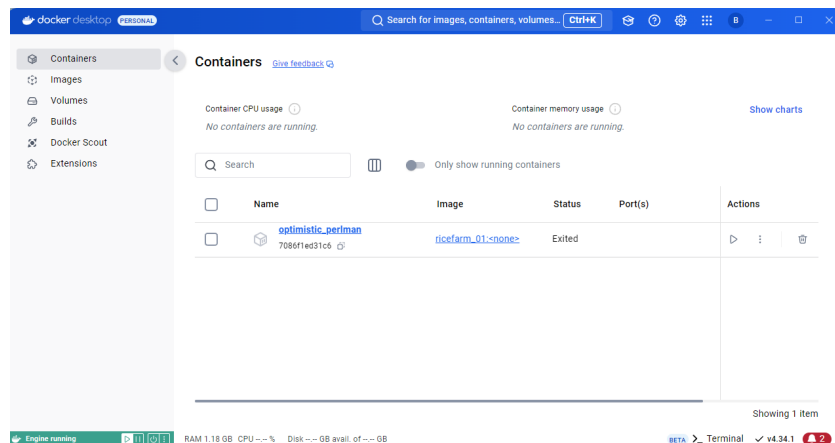 docker desktop PERSONAL
Search for images, containers, volumes... Ctrl+K
B
Containers
Images
Volumes
Builds
Docker Scout
Extensions
Containers Give feedback
Container CPU usage
No containers are running.
Container memory usage
No containers are running.
Show charts
Search
Only show running containers
Name Image Status Port(s) Actions
optimistic_perlman
7086f1ed31c6
ricefarm_01:<none> Exited
Showing 1 item
Engine running RAM 1.18 GB CPU --.-- % Disk --.-- GB avail. of --.-- GB BETA Terminal v4.34.1 2